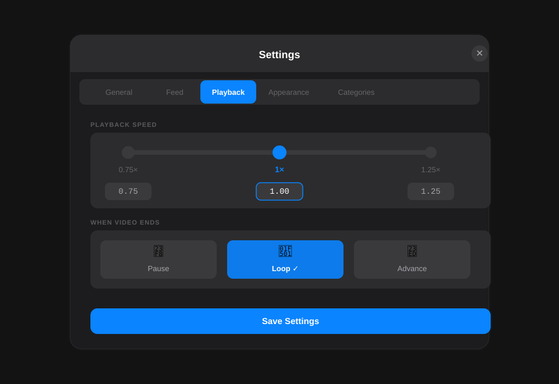 Settings
✕
General Feed Playback Appearance Categories
PLAYBACK SPEED
0.75× 1× 1.25×
0.75 1.00 1.25
WHEN VIDEO ENDS
Pause Loop ✓ Advance
Save Settings